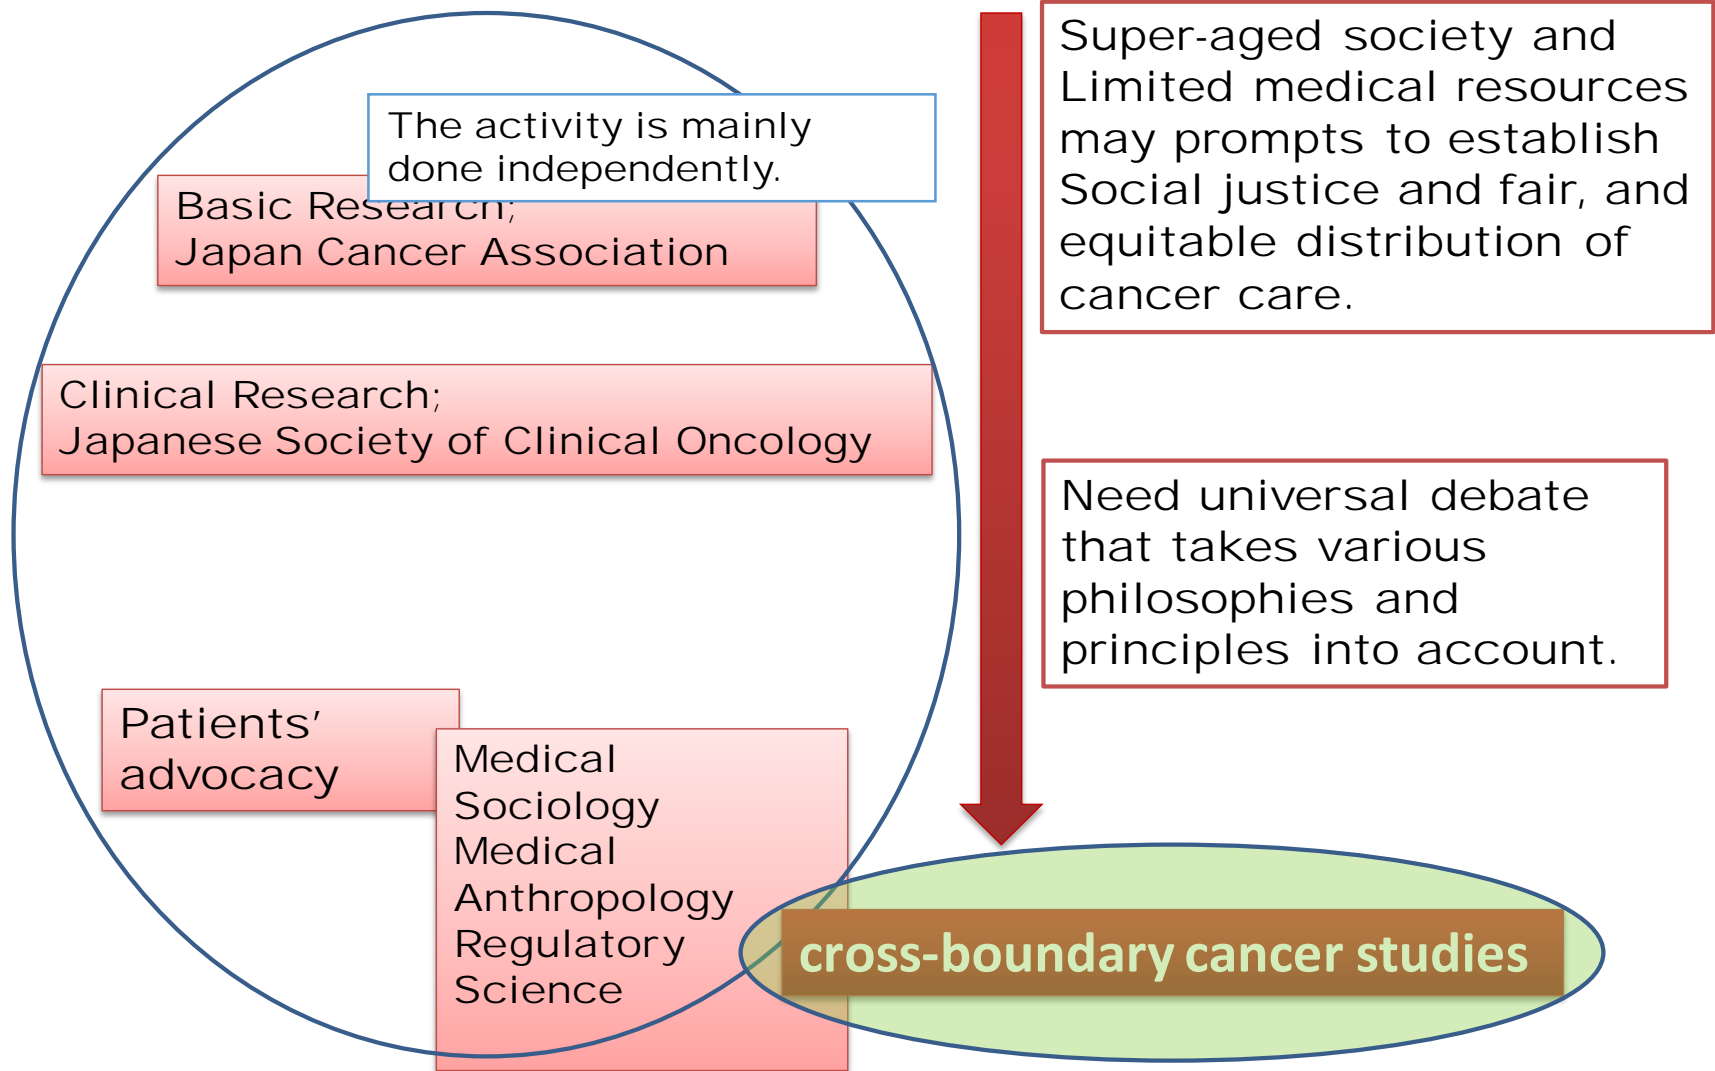 The activity is mainly
done independently.
Basic Research;
Japan Cancer Association
Clinical Research;
Japanese Society of Clinical Oncology
Patients’
advocacy
Medical
Sociology
Medical
Anthropology
Regulatory
Science
Super-aged society and
Limited medical resources
may prompts to establish
Social justice and fair, and
equitable distribution of
cancer care.
Need universal debate
that takes various
philosophies and
principles into account.
cross-boundary cancer studies